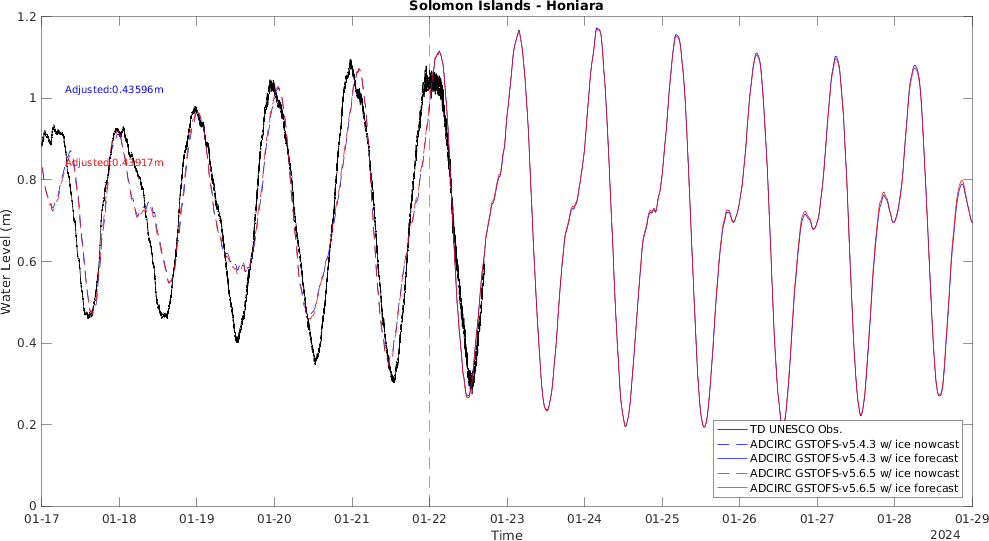 Solomon Islands - Honiara
1.2
1
0.8
0.6
0.4
0.2
0
Water Level (m)
Adjusted:0.43596m
Adjusted:0.43917m
TD UNESCO Obs.
ADCIRC GSTOFS-v5.4.3 w/ ice nowcast
ADCIRC GSTOFS-v5.4.3 w/ ice forecast
ADCIRC GSTOFS-v5.6.5 w/ ice nowcast
ADCIRC GSTOFS-v5.6.5 w/ ice forecast
01-17 01-18 01-19 01-20 01-21 01-22 01-23 01-24 01-25 01-26 01-27 01-28 01-29
Time
2024